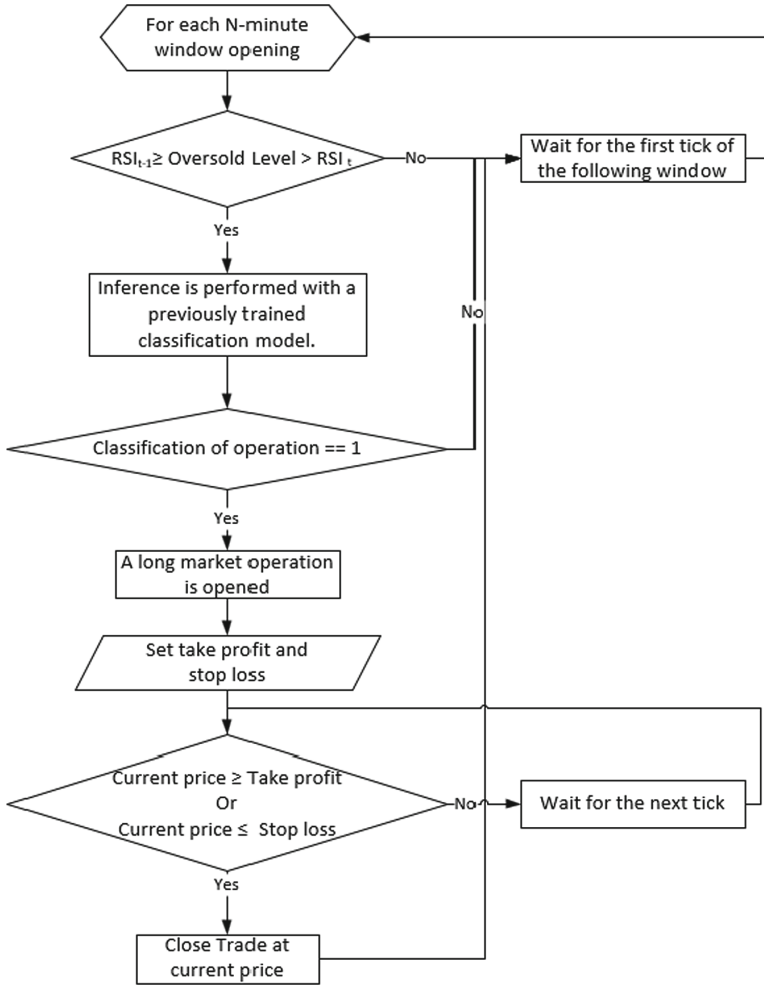 For each N-minute
window opening
RSIt-1≥ Oversold Level > RSI t
No
Wait for the first tick of
the following window
Yes
Inference is performed with a
previously trained
classification model.
No
Classification of operation == 1
Yes
A long market operation
is opened
Set take profit and
stop loss
Current price ≥ Take profit
Or
Current price ≤ Stop loss
No
Wait for the next tick
Yes
Close Trade at
current price